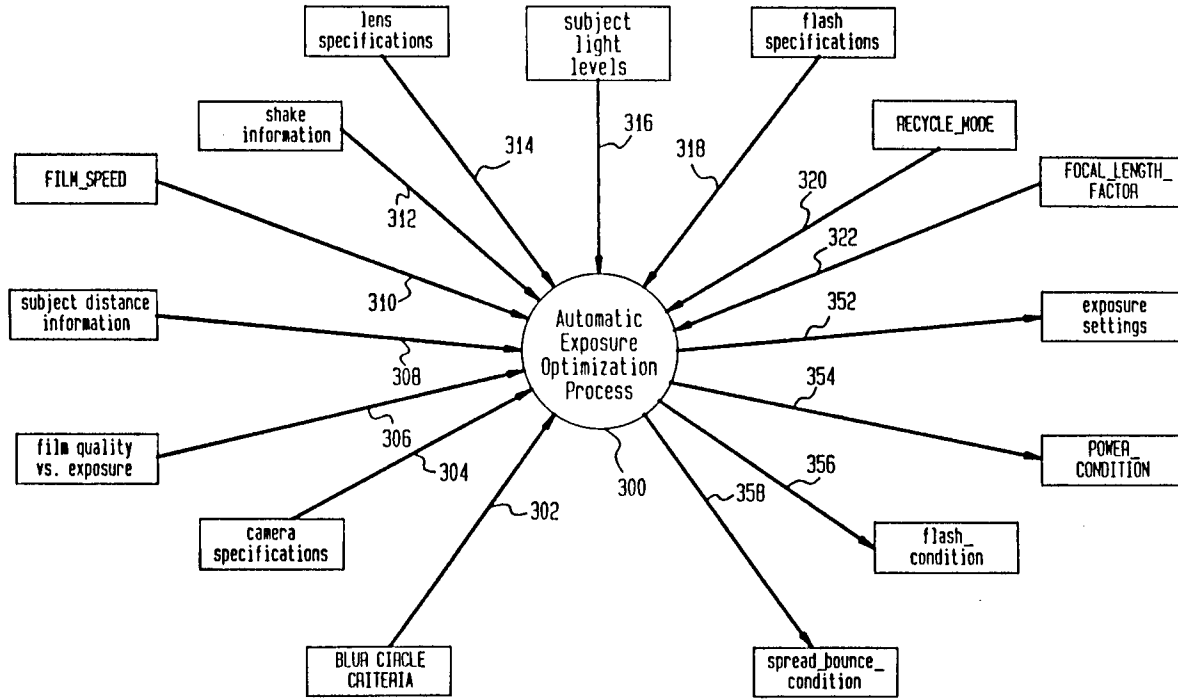 lens
specifications
subject
light
levels
flash
specifications
shake
information
RECYCLE_MODE
FILM_SPEED
FOCAL_LENGTH_
FACTOR
314
316
318
320
312
322
310
subject distance
information
Automatic
Exposure
Optimization
Process
352
exposure
settings
308
354
306
film quality
vs. exposure
304
300
356
POWER_
CONDITION
358
302
camera
specifications
flash_
condition
BLUR CIRCLE
CRITERIA
spread_bounce_
condition